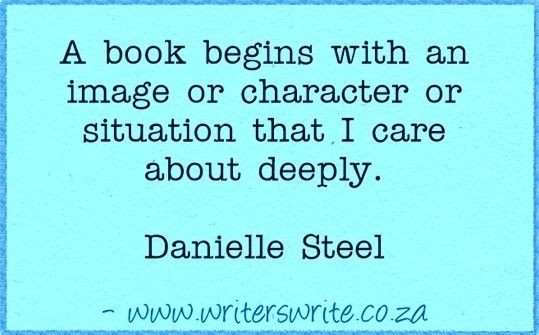 A book begins with an
image or character or
situation that I care
about deeply.
Danielle Steel
- www.writerswrite.co.za